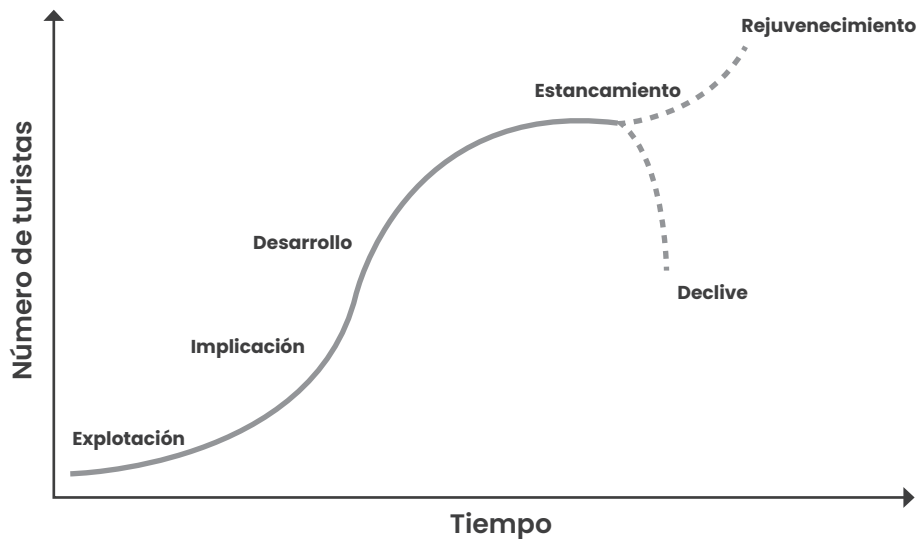 Rejuvenecimiento
Estancamiento
Desarrollo
Declive
Implicación
Explotación
Número de turistas
Tiempo